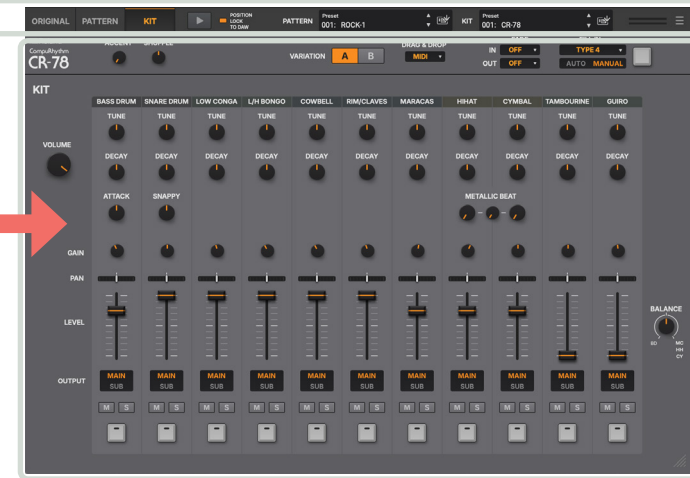 ORIGINAL PATTERN KIT POSITION LOCK TO DAW PATTERN Preset 001: ROCK-1 KIT Preset 001: CR-78
CompuRhythm CR-78 ACCENT SHUFFLE VARIATION A B DRAG & DROP MIDI IN OFF OUT OFF TYPE 4 AUTO MANUAL
KIT
BASS DRUM SNARE DRUM LOW CONGA L/H BONGO COWBELL RIM/CLAVES MARACAS HIHAT CYMBAL TAMBOURINE GUIRO
TUNE TUNE TUNE TUNE TUNE TUNE TUNE TUNE TUNE TUNE TUNE
VOLUME
DECAY DECAY DECAY DECAY DECAY DECAY DECAY DECAY DECAY DECAY DECAY
ATTACK SNAPPY METALLIC BEAT
GAIN
PAN
LEVEL
BALANCE
BD MC
HH
CY
OUTPUT
MAIN MAIN MAIN MAIN MAIN MAIN MAIN MAIN MAIN MAIN MAIN
SUB SUB SUB SUB SUB SUB SUB SUB SUB SUB SUB
M S M S M S M S M S M S M S M S M S M S M S